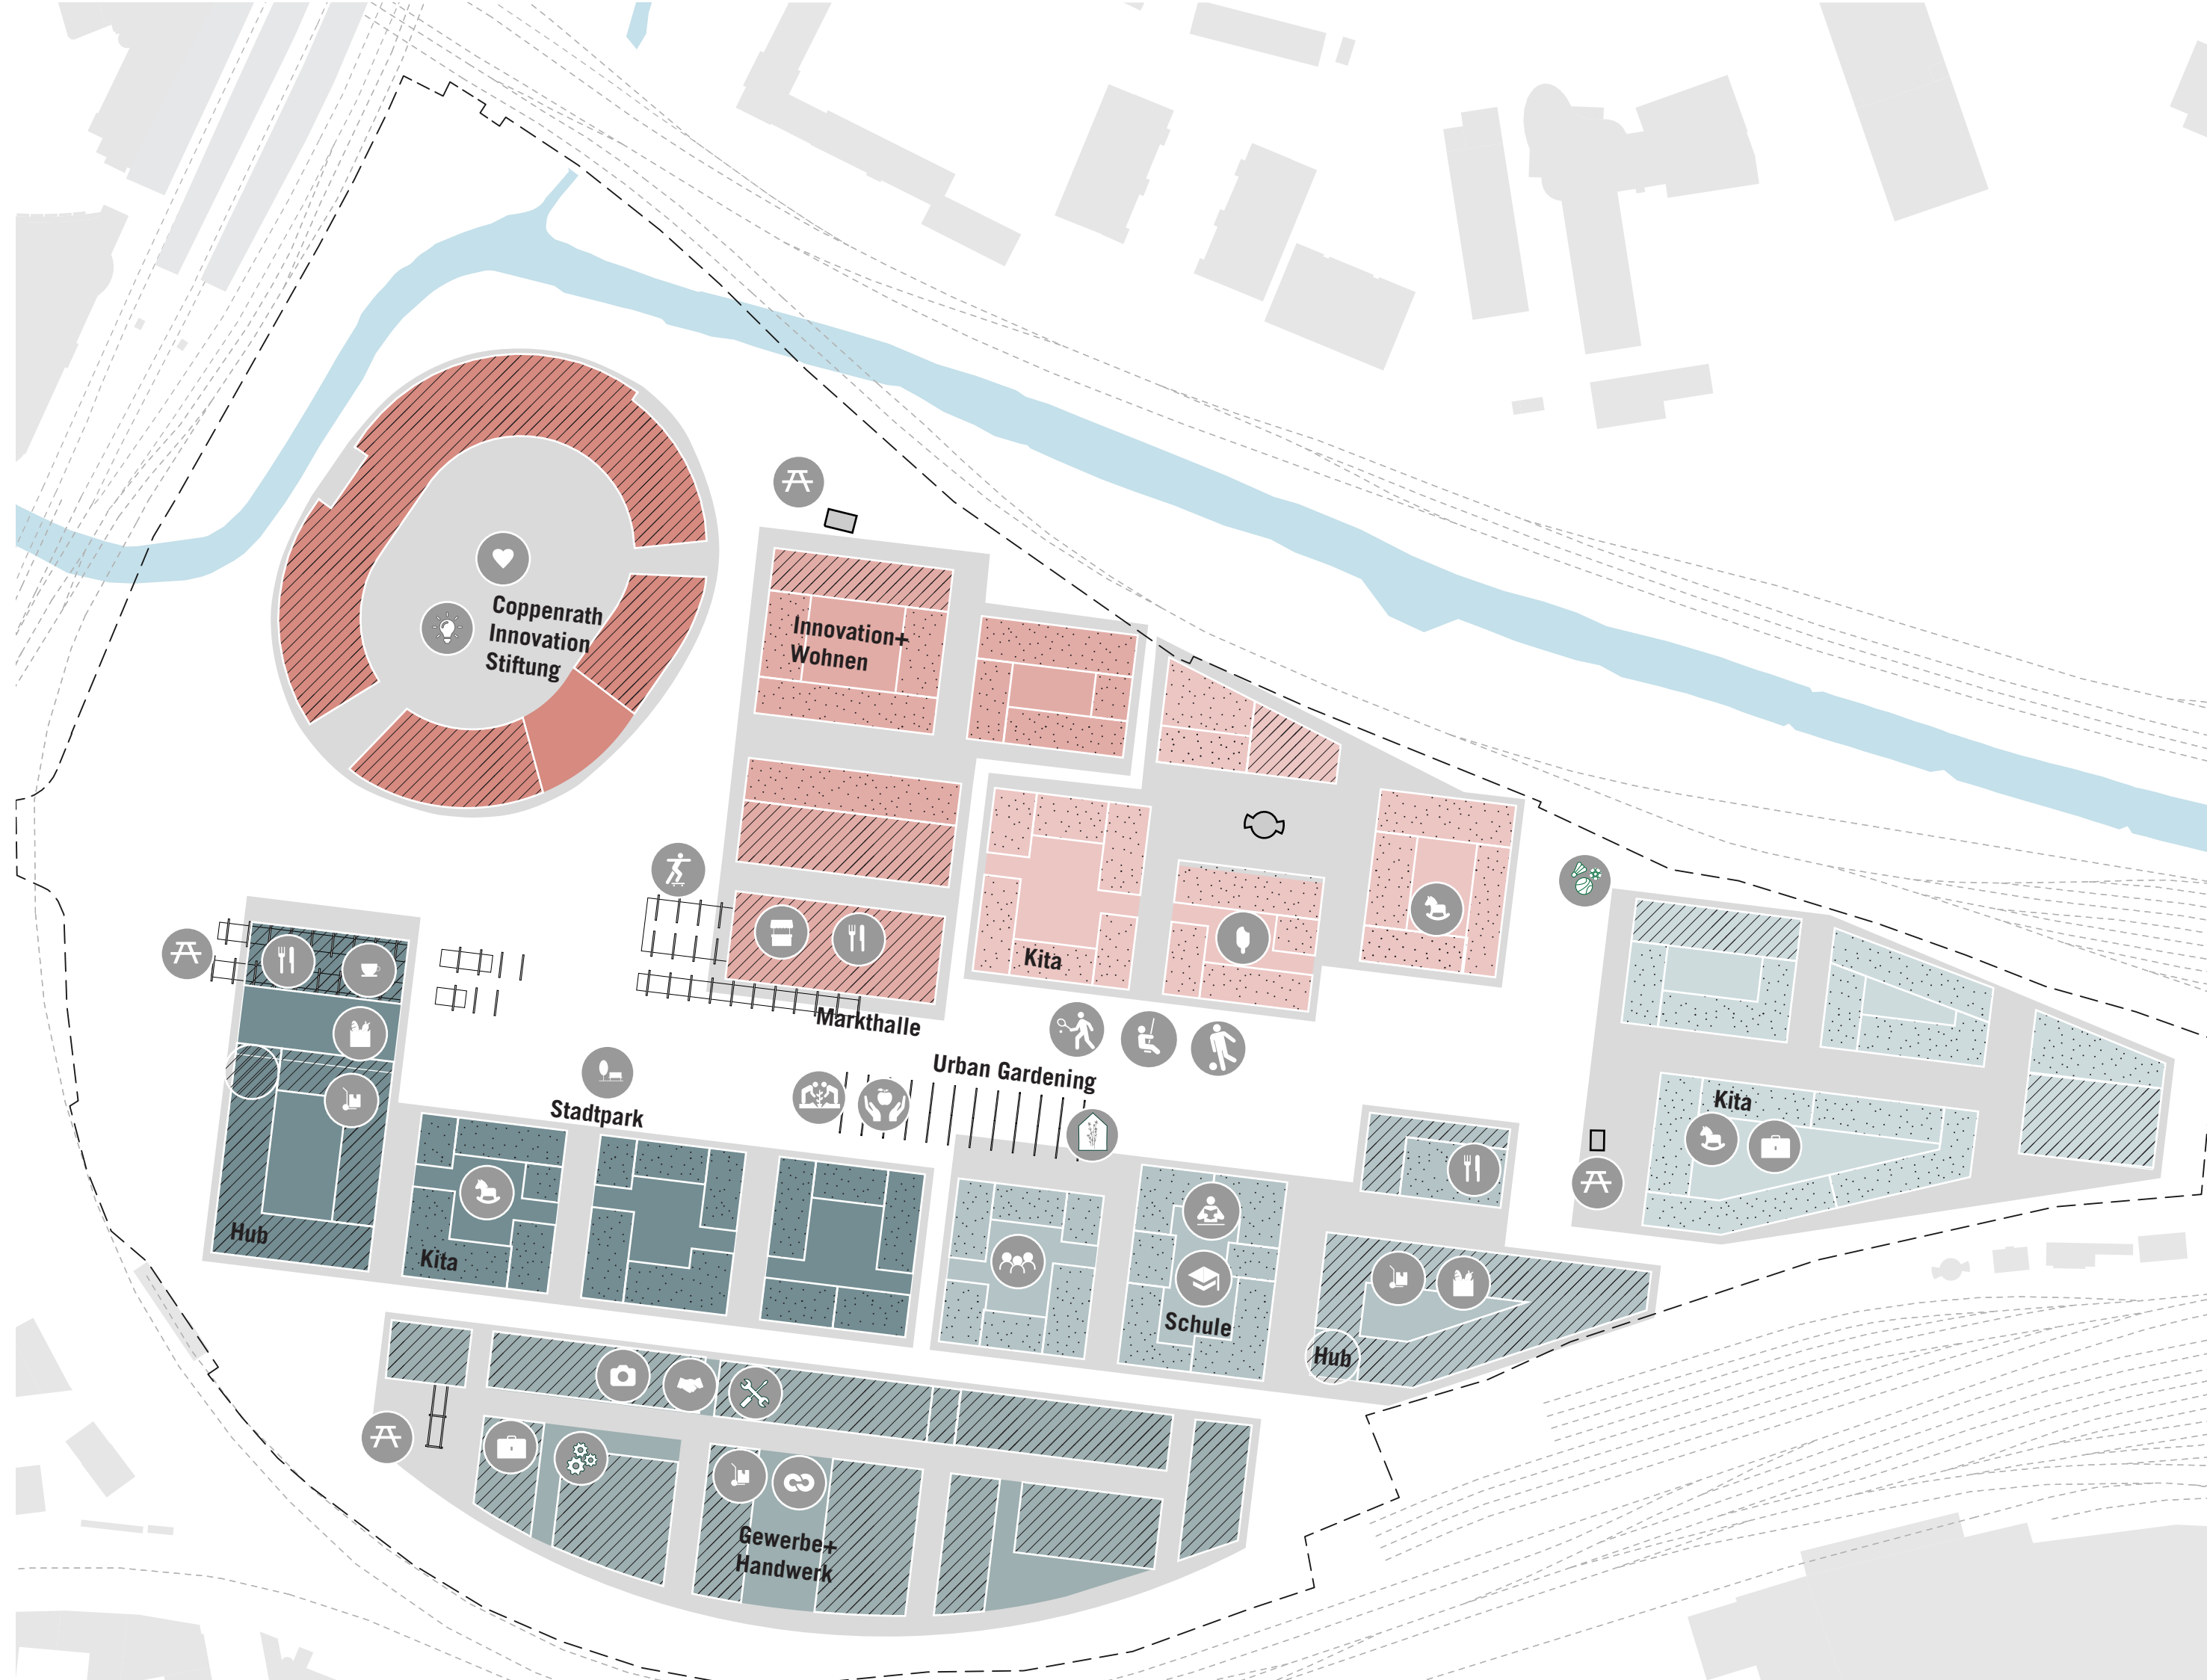 Coppenrath
Innovation
Stiftung
Innovation+
Wohnen
Kita
Markthalle
Urban Gardening
Stadtpark
Kita
Hub
Kita
Schule
Hub
Gewerbe+
Handwerk